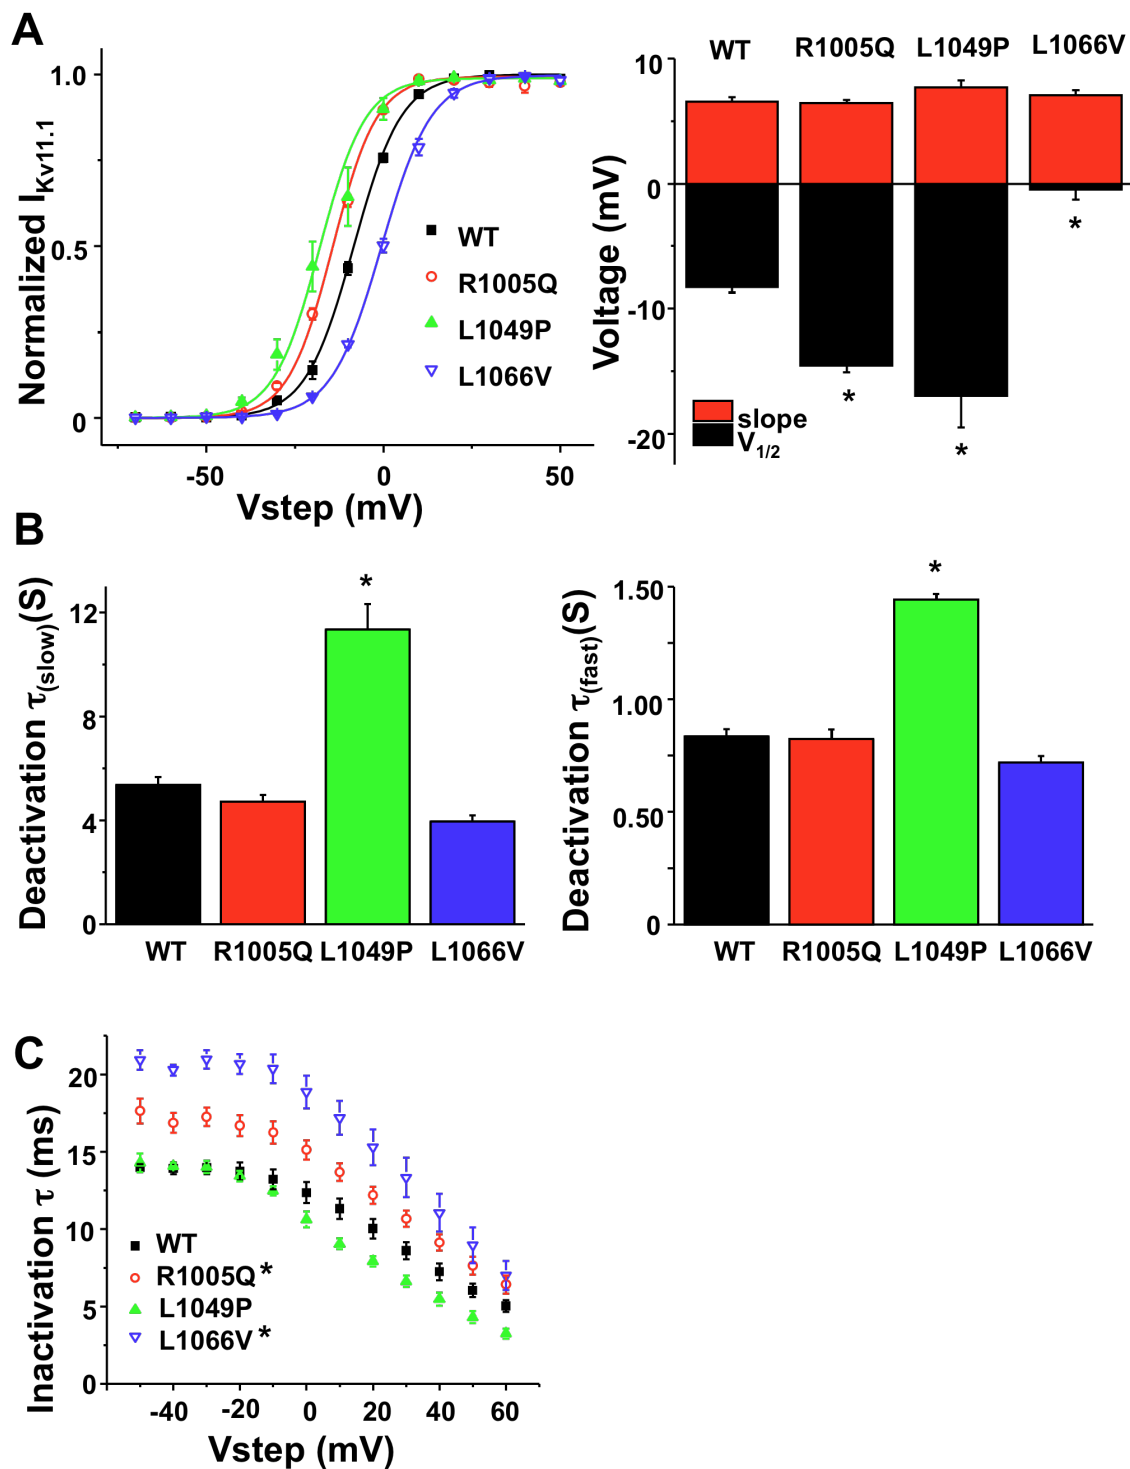 A
Normalized I Kv11.1
1.0
0.5
0
-50 0 50
Vstep (mV)
WT
R1005Q
L1049P
L1066V
WT R1005Q L1049P L1066V
Voltage (mV)
10
0
-10
-20
* * *
slope
V1/2
B
Deactivation τ(slow)(S)
12
8
4
0
*
WT R1005Q L1049P L1066V
Deactivation τ(fast)(S)
1.50
1.00
0.50
0
*
WT R1005Q L1049P L1066V
C
Inactivation τ (ms)
20
15
10
5
0
WT
R1005Q*
L1049P
L1066V*
-40 -20 0 20 40 60
Vstep (mV)